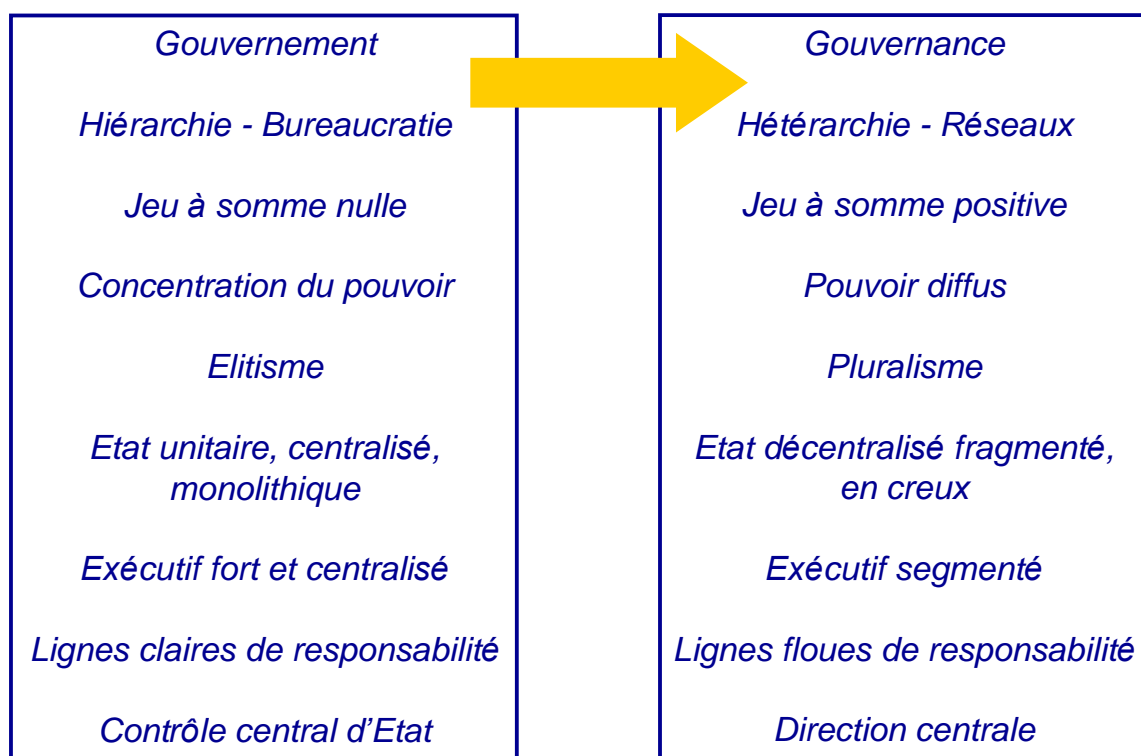 Gouvernement
Hiérarchie - Bureaucratie
Jeu à somme nulle
Concentration du pouvoir
Elitisme
Etat unitaire, centralisé,
monolithique
Exécutif fort et centralisé
Lignes claires de responsabilité
Contrôle central d’Etat
Gouvernance
Hétérarchie - Réseaux
Jeu à somme positive
Pouvoir diffus
Pluralisme
Etat décentralisé fragmenté,
en creux
Exécutif segmenté
Lignes floues de responsabilité
Direction centrale